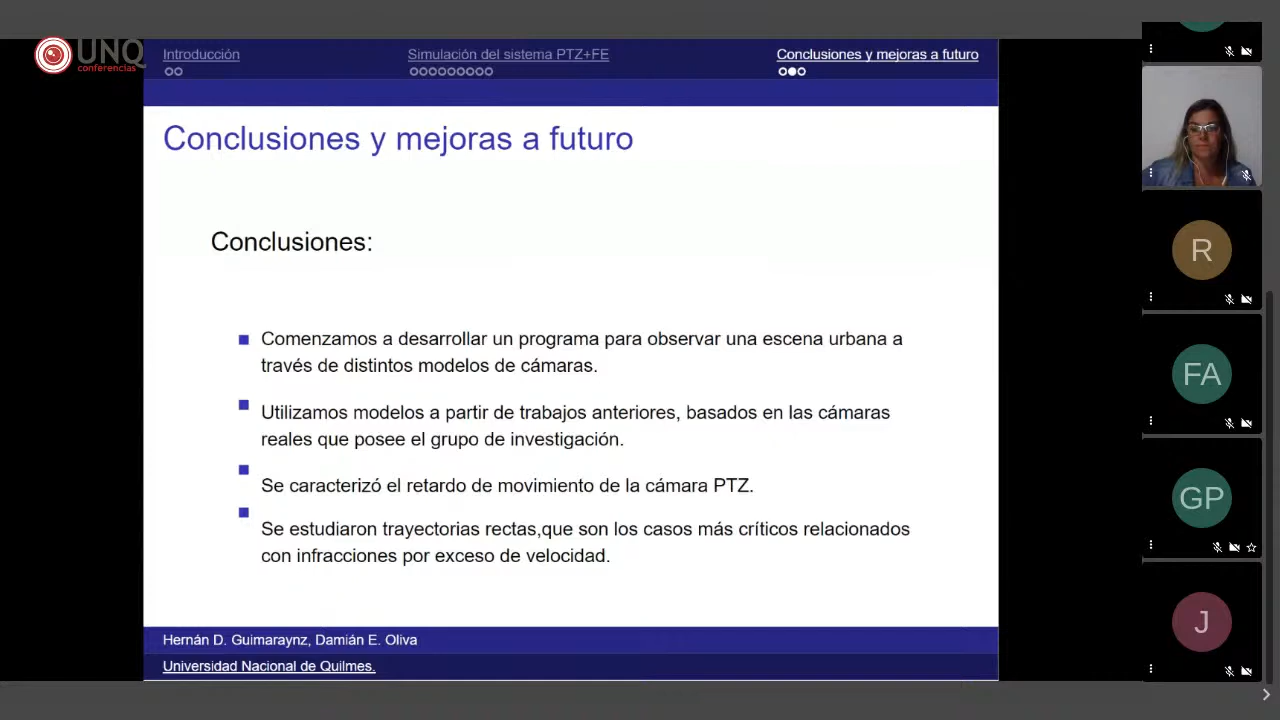 UNQ
conferencias
Introducción
Simulación del sistema PTZ+FE
Conclusiones y mejoras a futuro
Conclusiones y mejoras a futuro
Conclusiones:
Comenzamos a desarrollar un programa para observar una escena urbana a
través de distintos modelos de cámaras.
Utilizamos modelos a partir de trabajos anteriores, basados en las cámaras
reales que posee el grupo de investigación.
Se caracterizó el retardo de movimiento de la cámara PTZ.
Se estudiaron trayectorias rectas,que son los casos más críticos relacionados
con infracciones por exceso de velocidad.
Hernán D. Guimaraynz, Damián E. Oliva
Universidad Nacional de Quilmes.
R
FA
GP
J